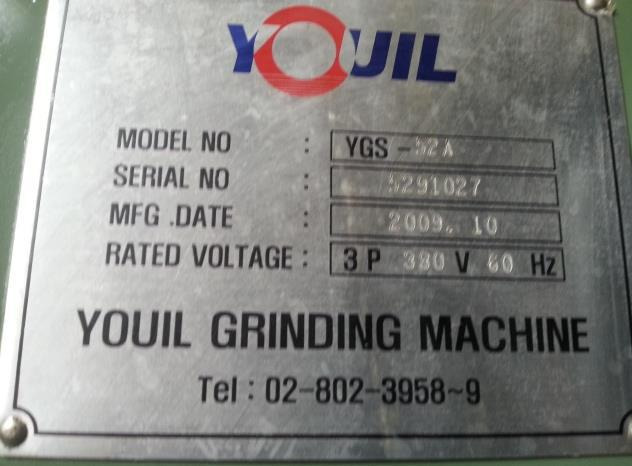 YOUIL
MODEL NO : YGS-52A
SERIAL NO : 5291027
MFG .DATE : 2009. 10
RATED VOLTAGE : 3 P 380 V 60 Hz
YOUIL GRINDING MACHINE
Tel : 02-802-3958~9